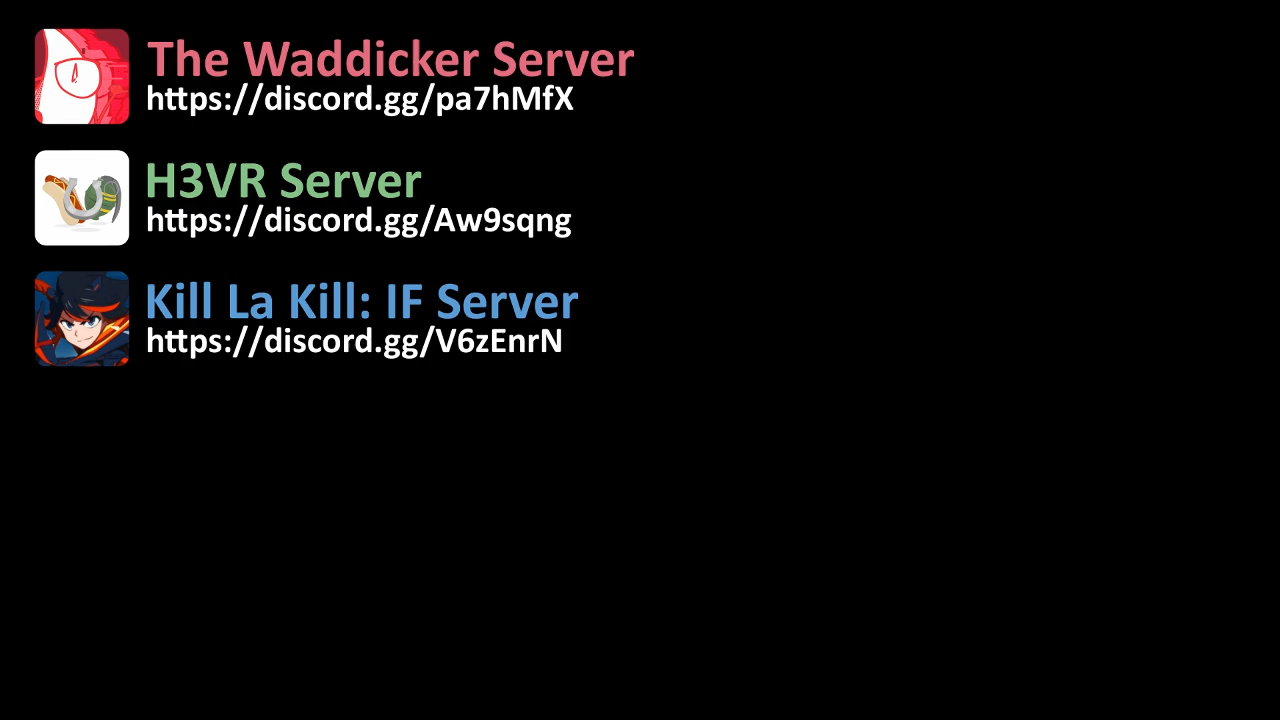 The Waddicker Server
https://discord.gg/pa7hMfX
H3VR Server
https://discord.gg/Aw9sqng
Kill La Kill: IF Server
https://discord.gg/V6zEnrN